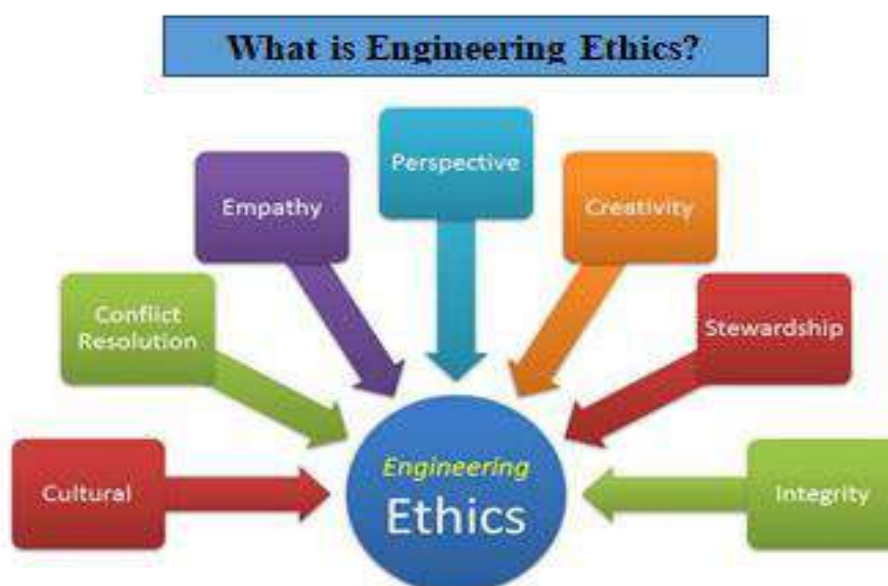 What is Engineering Ethics?
Perspective
Empathy
Creativity
Conflict
Resolution
Stewardship
Cultural
Engineering
Ethics
Integrity